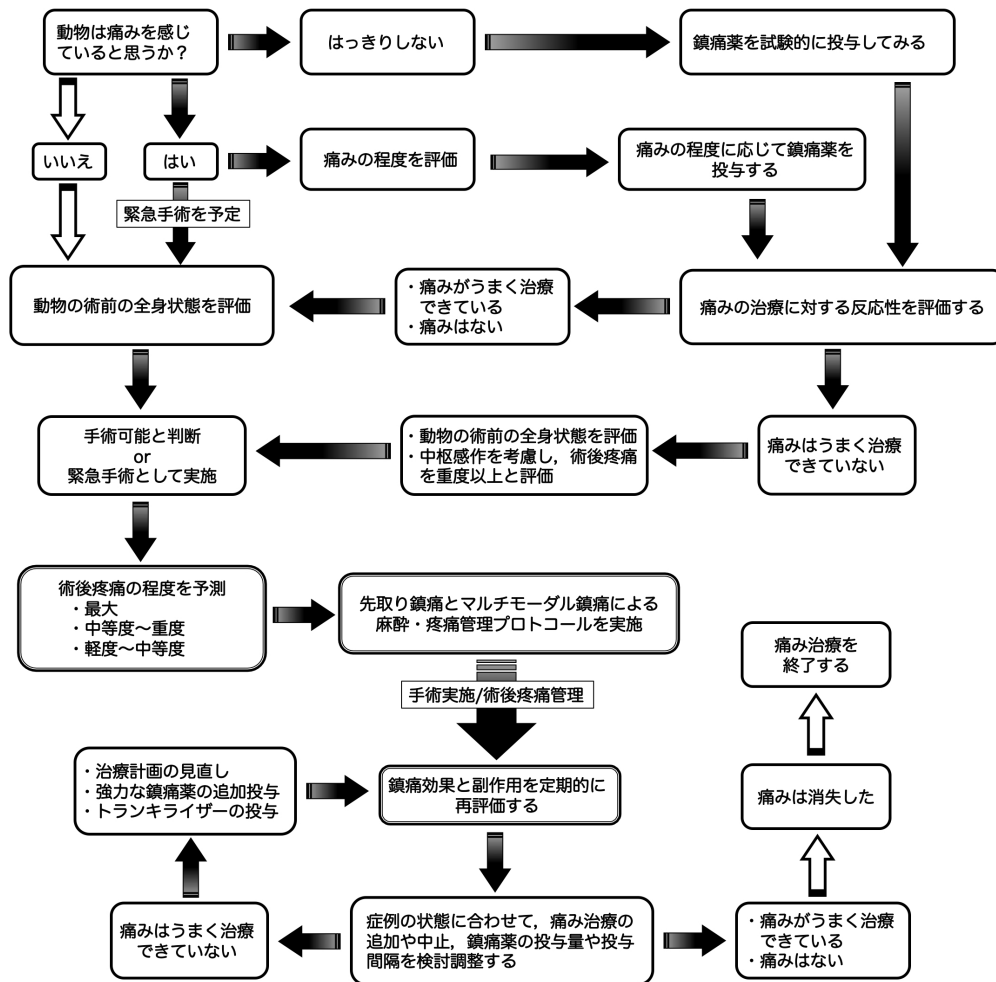 動物は痛みを感じ
ていると思うか？
はっきりしない
鎮痛薬を試験的に投与してみる
いいえ
はい
痛みの程度を評価
痛みの程度に応じて鎮痛薬を
投与する
緊急手術を予定
動物の術前の全身状態を評価
・痛みがうまく治療
できている
・痛みはない
痛みの治療に対する反応性を評価する
手術可能と判断
or
緊急手術として実施
・動物の術前の全身状態を評価
・中枢感作を考慮し，術後疼痛
を重度以上と評価
痛みはうまく治療
できていない
術後疼痛の程度を予測
・最大
・中等度〜重度
・軽度〜中等度
先取り鎮痛とマルチモーダル鎮痛による
麻酔・疼痛管理プロトコールを実施
痛み治療を
終了する
手術実施/術後疼痛管理
・治療計画の見直し
・強力な鎮痛薬の追加投与
・トランキライザーの投与
鎮痛効果と副作用を定期的に
再評価する
痛みは消失した
痛みはうまく治療
できていない
症例の状態に合わせて，痛み治療の
追加や中止，鎮痛薬の投与量や投与
間隔を検討調整する
・痛みがうまく治療
できている
・痛みはない